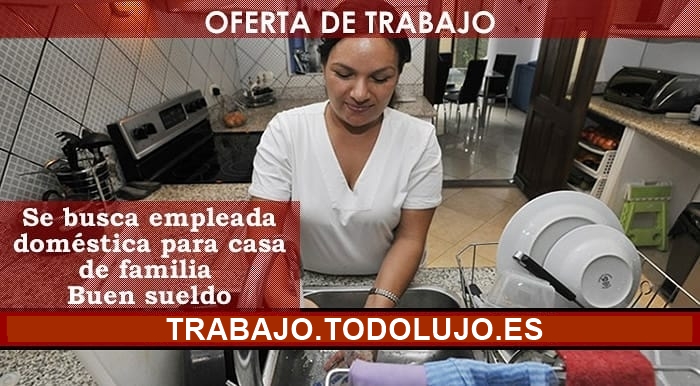 OFERTA DE TRABAJO
Se busca empleada
doméstica para casa
de familia
Buen sueldo
TRABAJO.TODOLUJO.ES